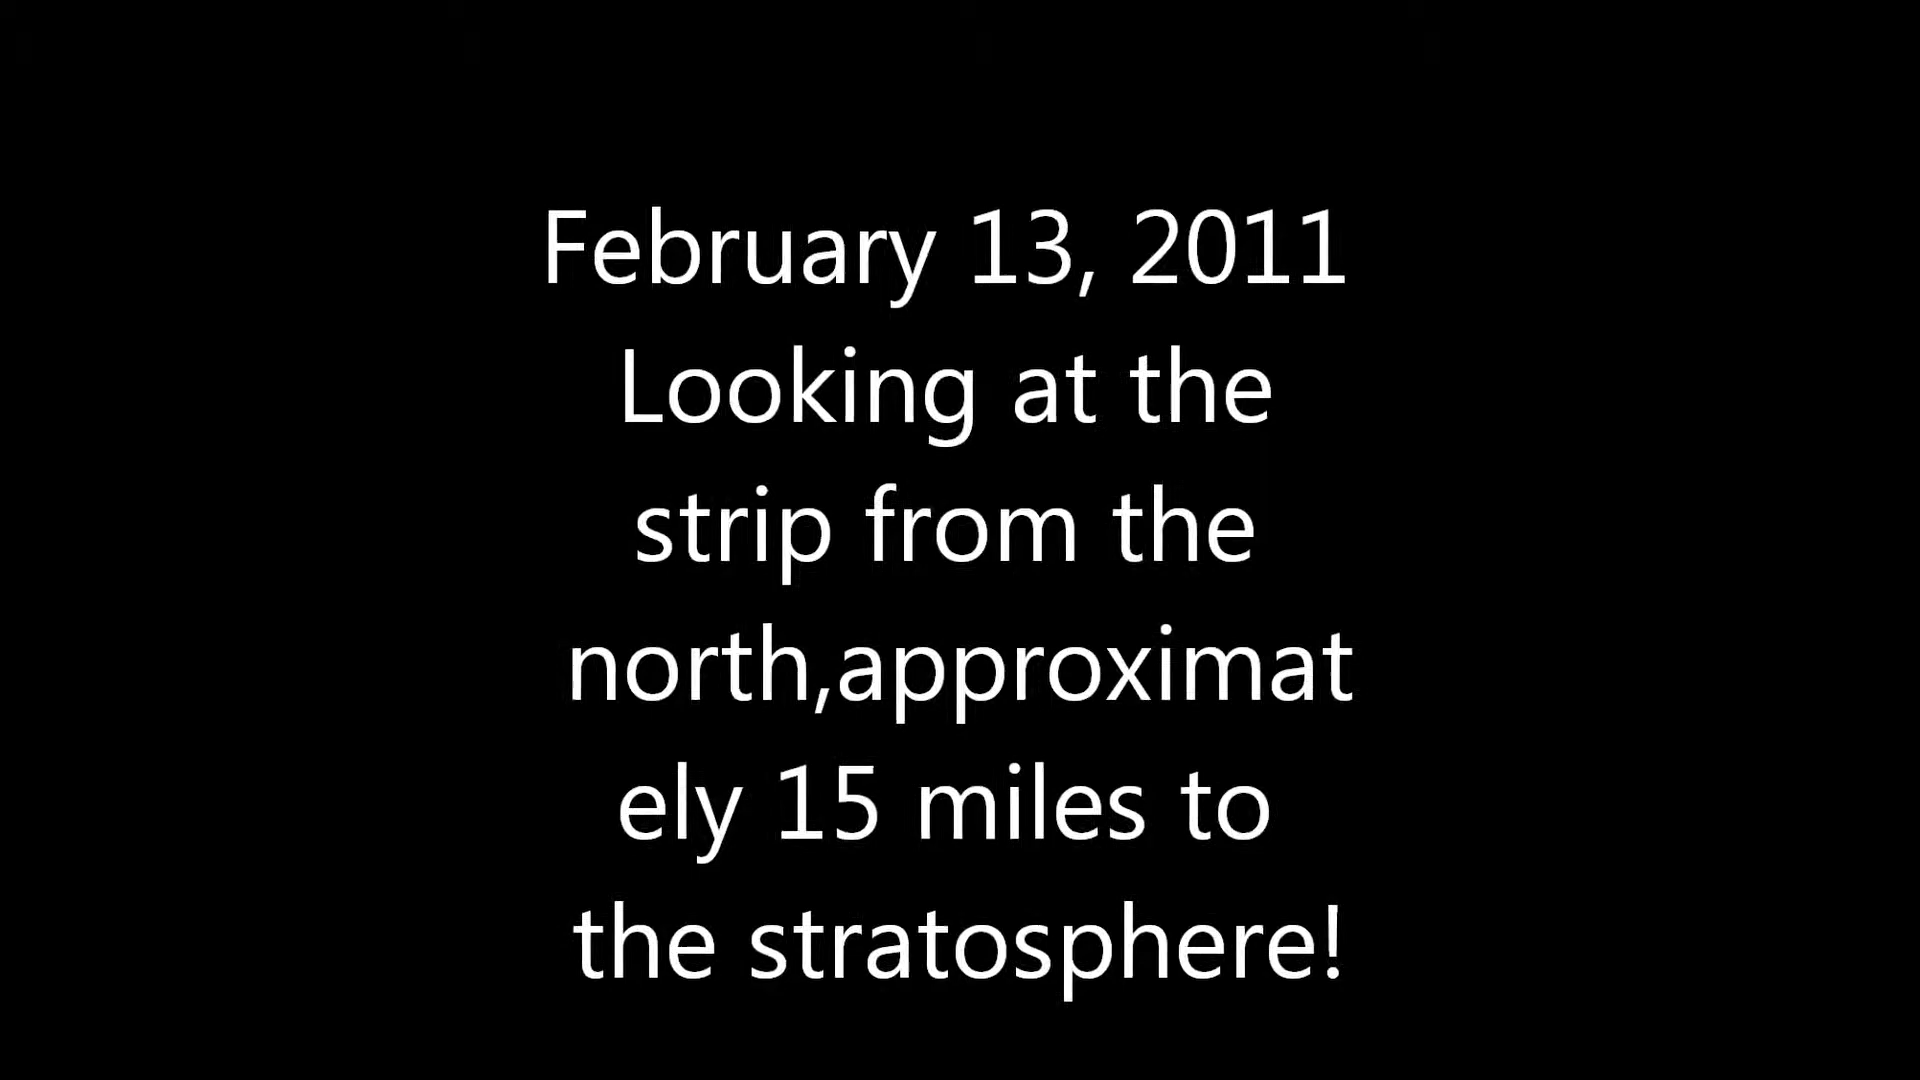 February 13, 2011
Looking at the
strip from the
north,approximat
ely 15 miles to
the stratosphere!